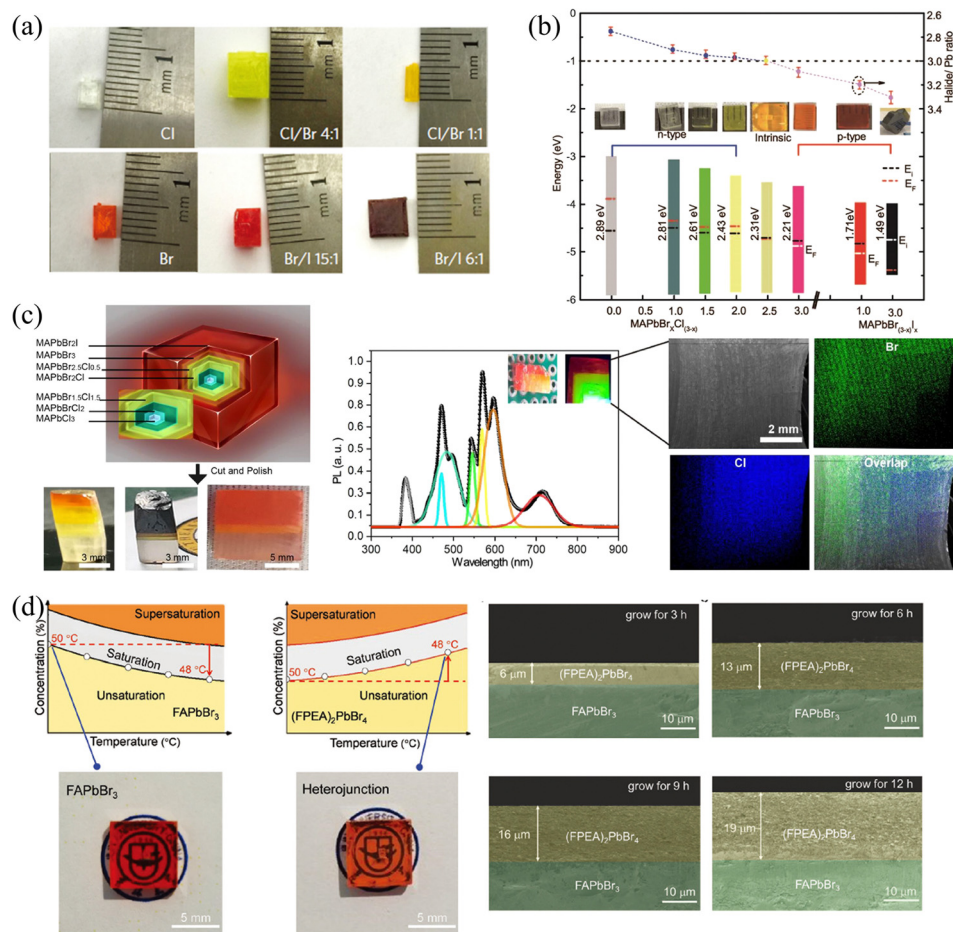 (a)
1
mm
Cl
1
mm
Cl/Br 4:1
1
mm
Cl/Br 1:1
1
mm
Br
1
mm
Br/I 15:1
1
mm
Br/I 6:1
(b)
Energy (eV)
0
-1
-2
-3
-4
-5
-6
2.6
2.8
3.0
3.2
3.4
Halide/ Pb ratio
n-type
Intrinsic
p-type
2.89 eV
2.81 eV
2.61 eV
2.43 eV
2.31eV
2.21 eV
1.71eV
1.49 eV
E_i
E_F
E_F
E_i
E_F
0.0 0.5 1.0 1.5 2.0 2.5 3.0 1.0 3.0
MAPbBrₓCl(3-x)
MAPbBr(3-x)Iₓ
(c)
MAPbBr₂I
MAPbBr₃
MAPbBr₂.₅Cl₀.₅
MAPbBr₂Cl
MAPbBr₁.₅Cl₁.₅
MAPbBrCl₂
MAPbCl₃
Cut and Polish
3 mm
3 mm
5 mm
PL (a. u. )
1.0
0.9
0.8
0.7
0.6
0.5
0.4
0.3
0.2
0.1
0.0
300 400 500 600 700 800 900
Wavelength (nm)
2 mm
Br
Cl
Overlap
(d)
Concentration (%)
Supersaturation
50 °C
Saturation
48 °C
Unsaturation
FAPbBr₃
Temperature (°C)
Concentration (%)
Supersaturation
48 °C
Saturation
50 °C
Unsaturation
(FPEA)₂PbBr₄
Temperature (°C)
FAPbBr₃
5 mm
Heterojunction
5 mm
grow for 3 h
6 μm
(FPEA)₂PbBr₄
FAPbBr₃
10 μm
grow for 6 h
13 μm
(FPEA)₂PbBr₄
FAPbBr₃
10 μm
grow for 9 h
16 μm
(FPEA)₂PbBr₄
FAPbBr₃
10 μm
grow for 12 h
19 μm
(FPEA)₂PbBr₄
FAPbBr₃
10 μm